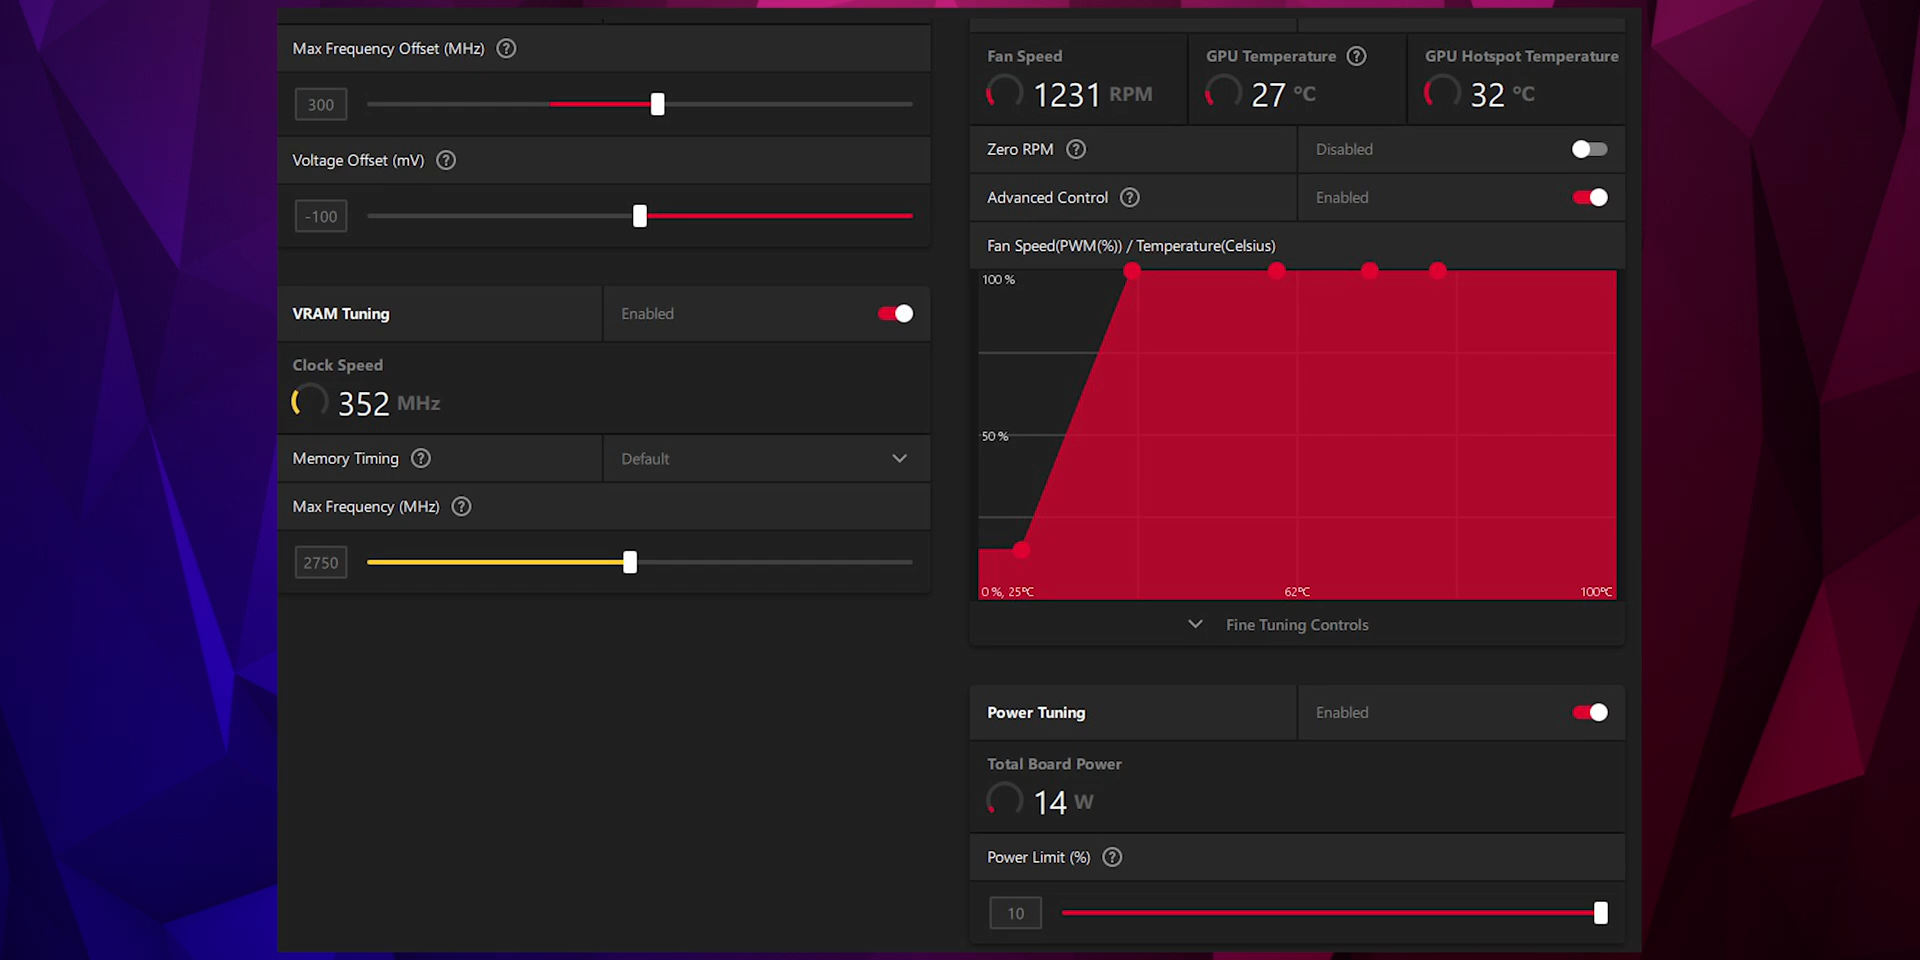 Max Frequency Offset (MHz) ?
300
Voltage Offset (mV) ?
-100
VRAM Tuning Enabled
Clock Speed
352 MHz
Memory Timing ? Default
Max Frequency (MHz) ?
2750
Fan Speed GPU Temperature ? GPU Hotspot Temperature
1231 RPM 27 °C 32 °C
Zero RPM ? Disabled
Advanced Control ? Enabled
Fan Speed(PWM(%)) / Temperature(Celsius)
100 %
50 %
0 %, 25°C 62°C 100°C
Fine Tuning Controls
Power Tuning Enabled
Total Board Power
14 W
Power Limit (%) ?
10